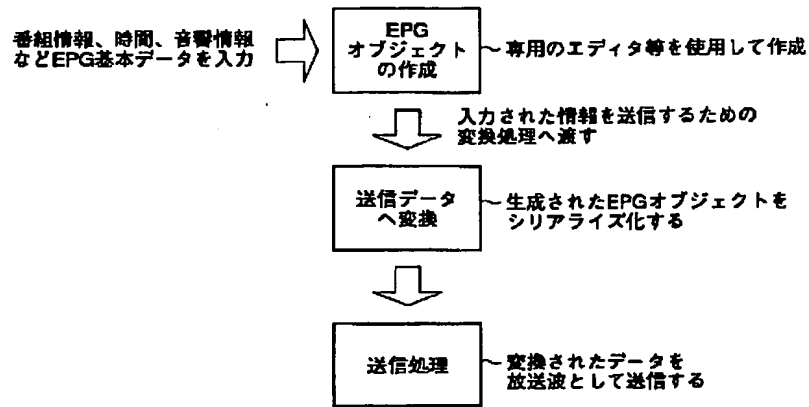 番組情報、時間、音響情報
などEPG基本データを入力
EPG
オブジェクト
の作成
専用のエディタ等を使用して作成
入力された情報を送信するための
変換処理へ渡す
送信データ
へ変換
生成されたEPGオブジェクトを
シリアライズ化する
送信処理
変換されたデータを
放送波として送信する